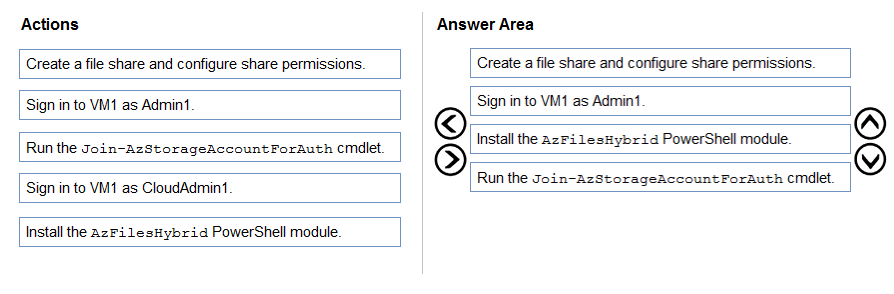 Actions
Create a file share and configure share permissions.
Sign in to VM1 as Admin1.
Run the Join-AzStorageAccountForAuth cmdlet.
Sign in to VM1 as CloudAdmin1.
Install the AzFilesHybrid PowerShell module.
Answer Area
Create a file share and configure share permissions.
Sign in to VM1 as Admin1.
Install the AzFilesHybrid PowerShell module.
Run the Join-AzStorageAccountForAuth cmdlet.